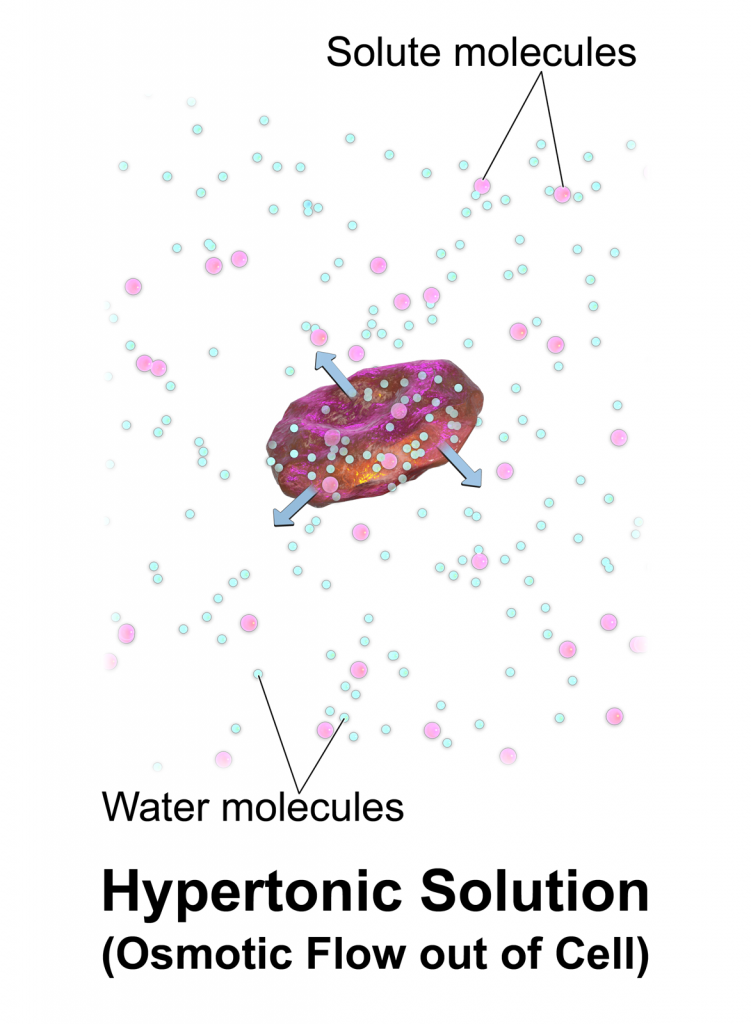 Solute molecules
Water molecules
Hypertonic Solution
(Osmotic Flow out of Cell)